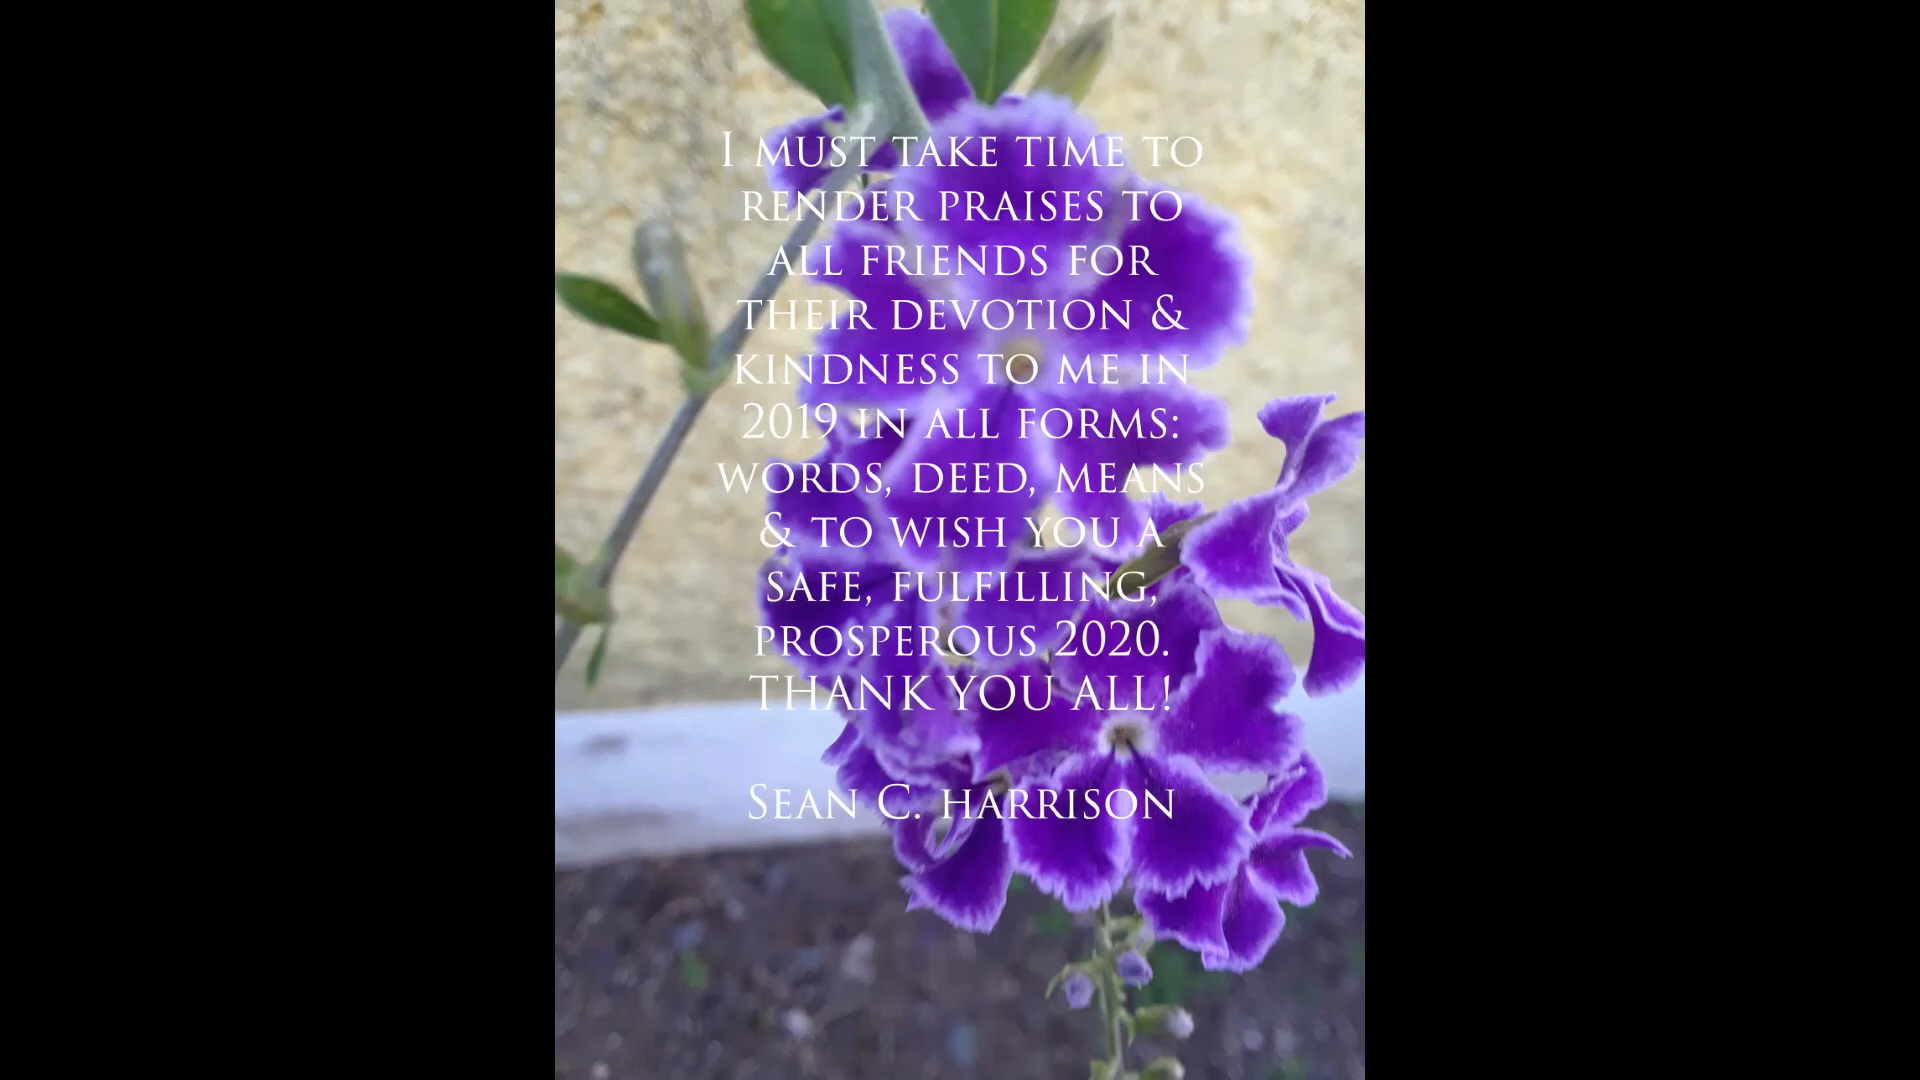 I must take time to
render praises to
all friends for
their devotion &
kindness to me in
2019 in all forms:
words, deed, means
& to wish you a
safe, fulfilling,
prosperous 2020.
THANK YOU ALL!
Sean C. harrison